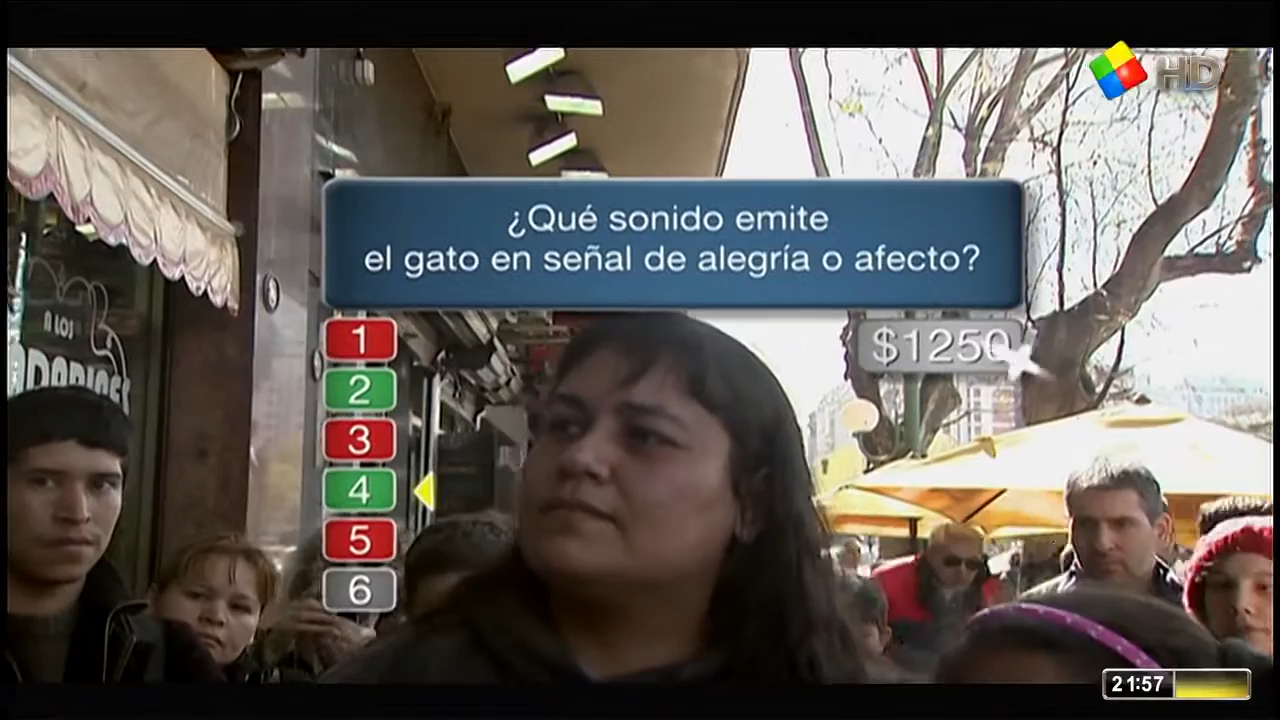 HD
¿Qué sonido emite
el gato en señal de alegría o afecto?
1
$1250
2
A LOS
3
4
5
6
21:57